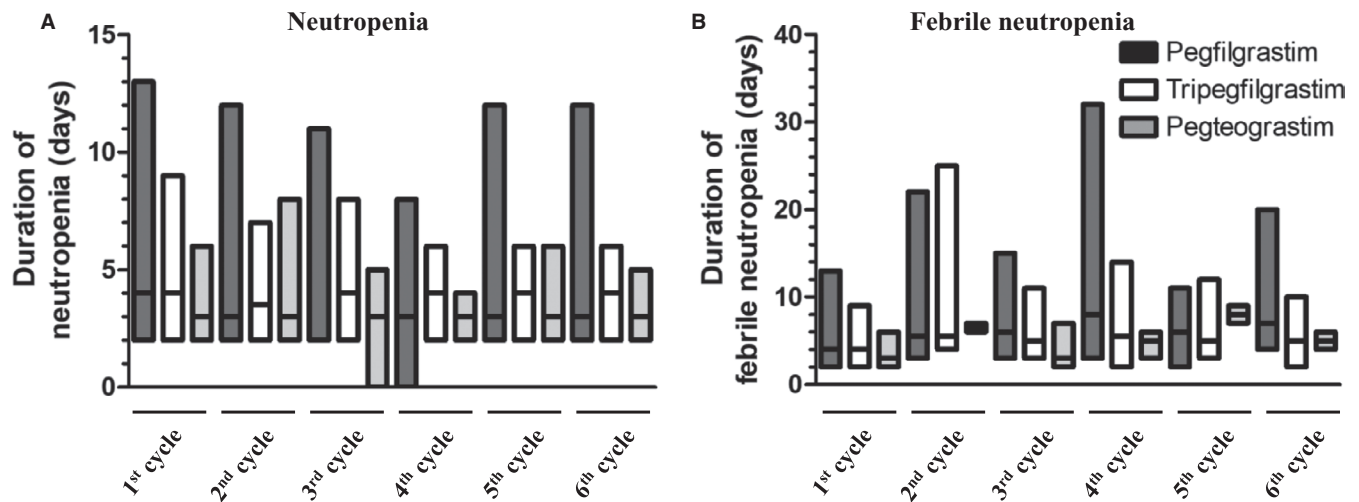 A
Neutropenia
Duration of
neutropenia (days)
15
10
5
0
1st cycle
2nd cycle
3rd cycle
4th cycle
5th cycle
6th cycle
B
Febrile neutropenia
Duration of
febrile neutropenia (days)
40
30
20
10
0
Pegfilgrastim
Tripegfilgrastim
Pegteograstim
1st cycle
2nd cycle
3rd cycle
4th cycle
5th cycle
6th cycle